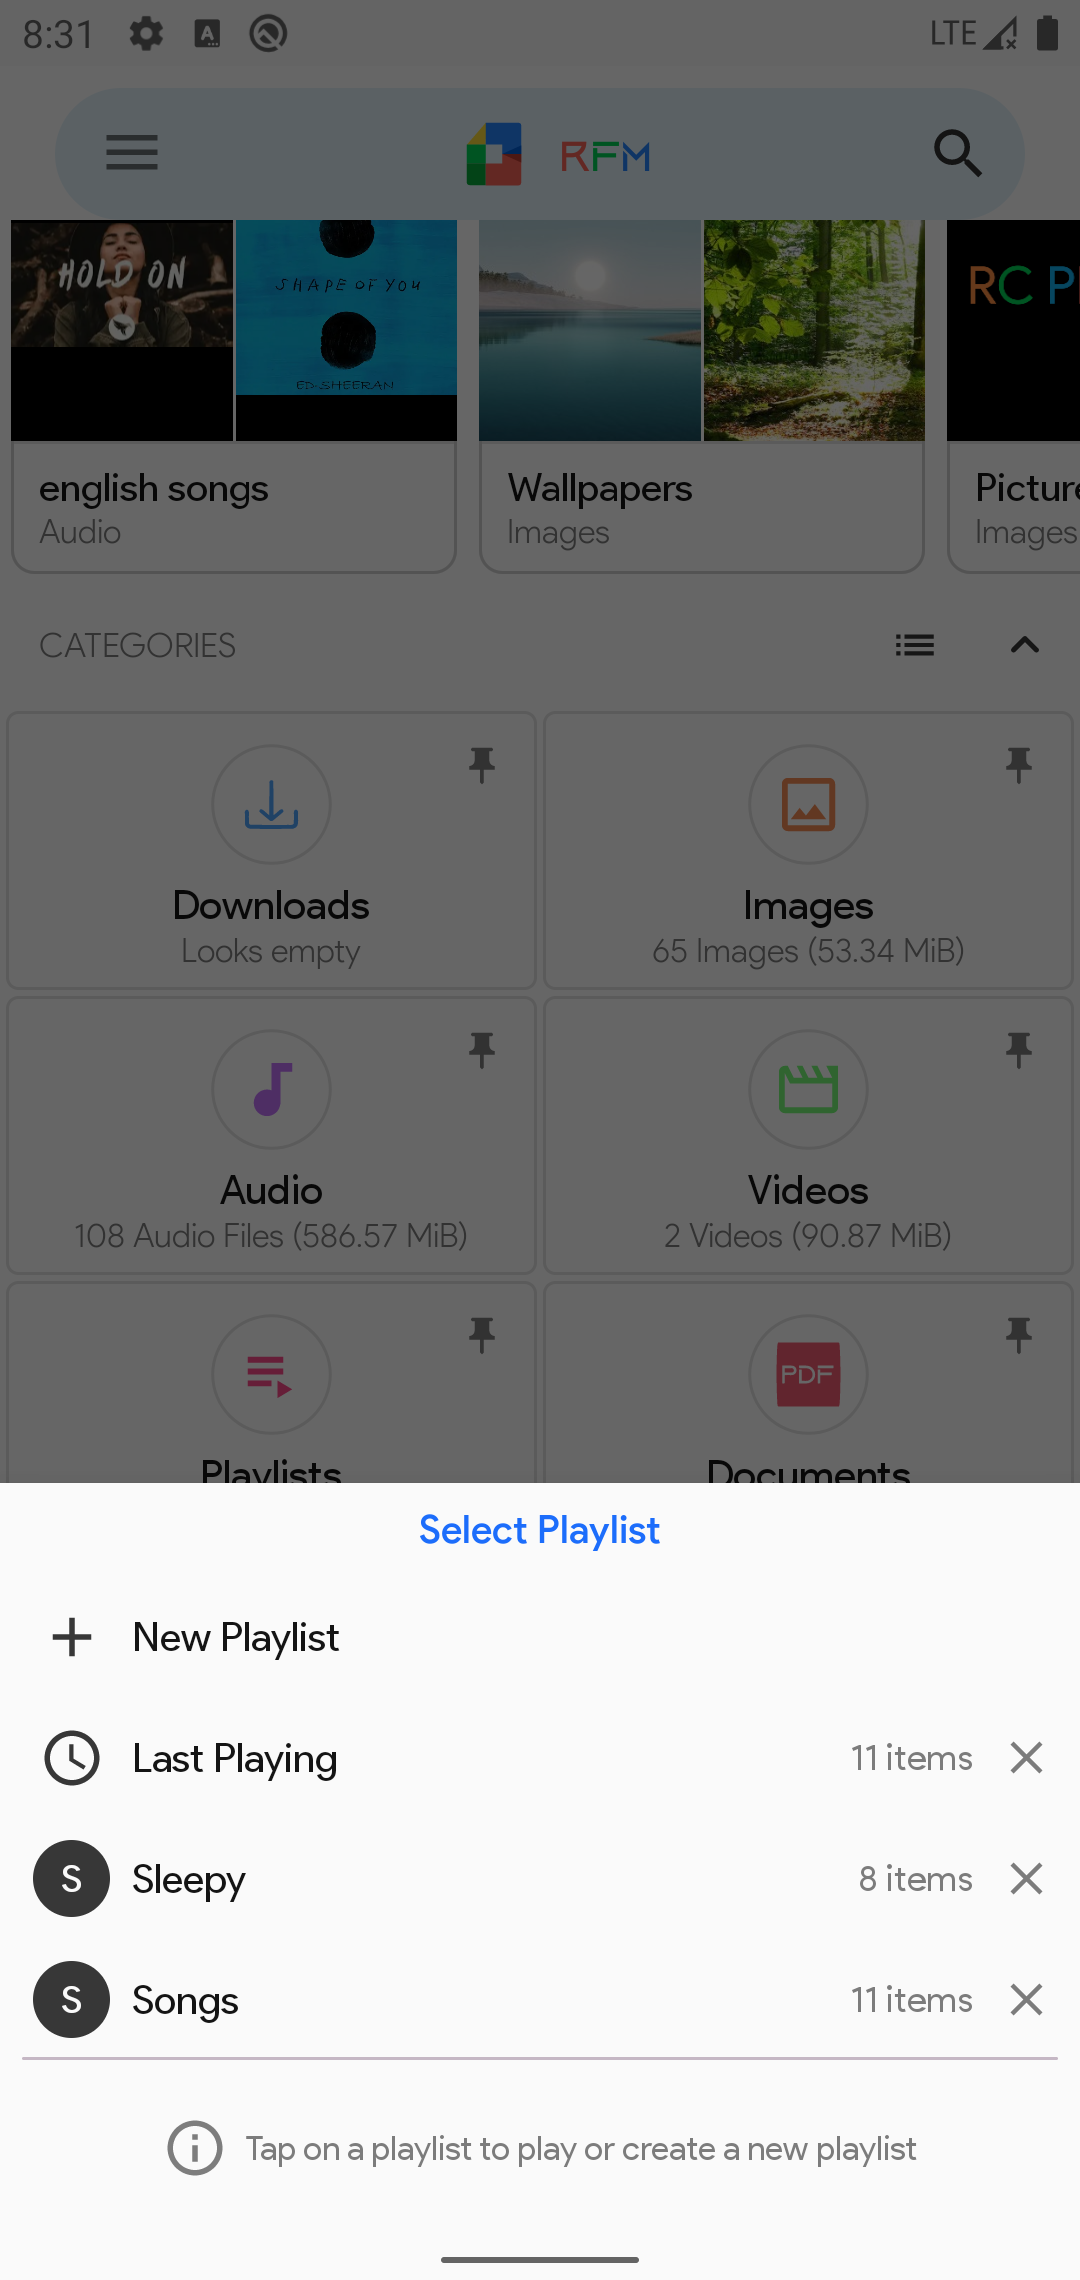 8:31
LTE
RFM
HOLD ON
SHAPE OF YOU
ED SHEERAN
RC P
english songs
Audio
Wallpapers
Images
Picture
Images
CATEGORIES
Downloads
Looks empty
Images
65 Images (53.34 MiB)
Audio
108 Audio Files (586.57 MiB)
Videos
2 Videos (90.87 MiB)
PDF
Playlists
Documents
Select Playlist
New Playlist
Last Playing
11 items
S
Sleepy
8 items
S
Songs
11 items
Tap on a playlist to play or create a new playlist